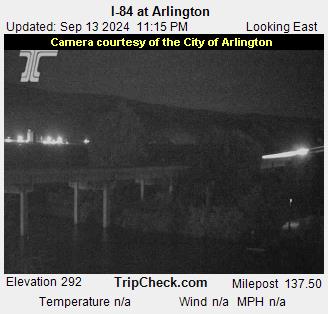 I-84 at Arlington
Updated: Sep 13 2024 11:15 PM Looking East
Camera courtesy of the City of Arlington
Elevation 292 TripCheck.com Milepost 137.50
Temperature n/a Wind n/a MPH n/a